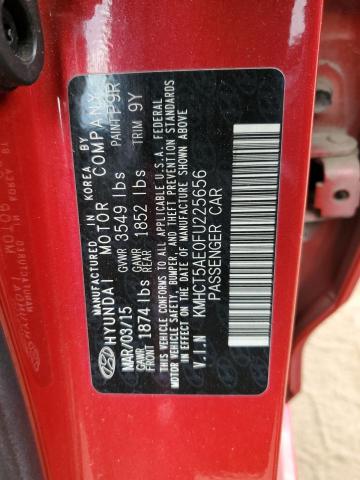 MANUFACTURED IN KOREA BY
HYUNDAI MOTOR COMPANY
MAR/03/15 GVWR 3549 lbs PAINT P9R
GAWR FRONT 1874 lbs GAWR REAR 1852 lbs TRIM 9Y
THIS VEHICLE CONFORMS TO ALL APPLICABLE U.S.A. FEDERAL
MOTOR VEHICLE SAFETY, BUMPER, AND THEFT PREVENTION STANDARDS
IN EFFECT ON THE DATE OF MANUFACTURE SHOWN ABOVE.
V.I.N KMHCT5AE0FU225656
PASSENGER CAR